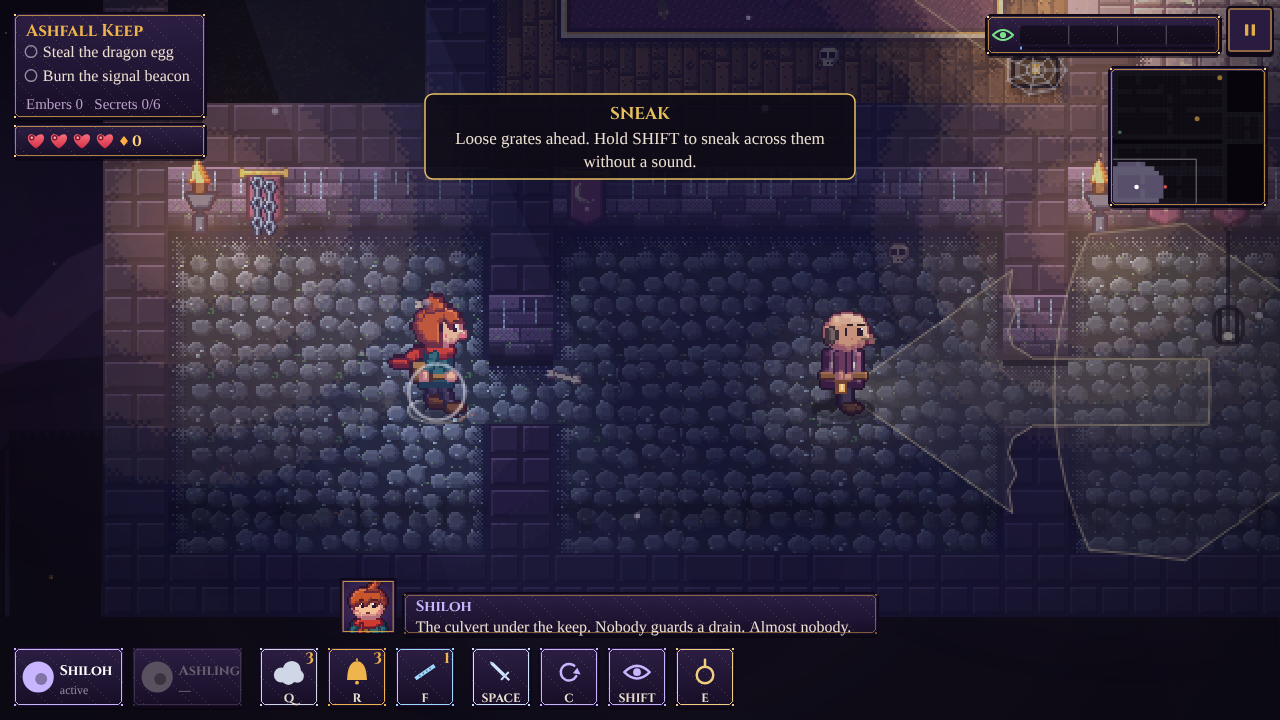 ASHFALL KEEP
Steal the dragon egg
Burn the signal beacon
Embers 0 Secrets 0/6
0
SNEAK
Loose grates ahead. Hold SHIFT to sneak across them
without a sound.
SHILOH
The culvert under the keep. Nobody guards a drain. Almost nobody.
SHILOH
active
ASHLING
—
3
Q
3
R
1
F
SPACE
C
SHIFT
E